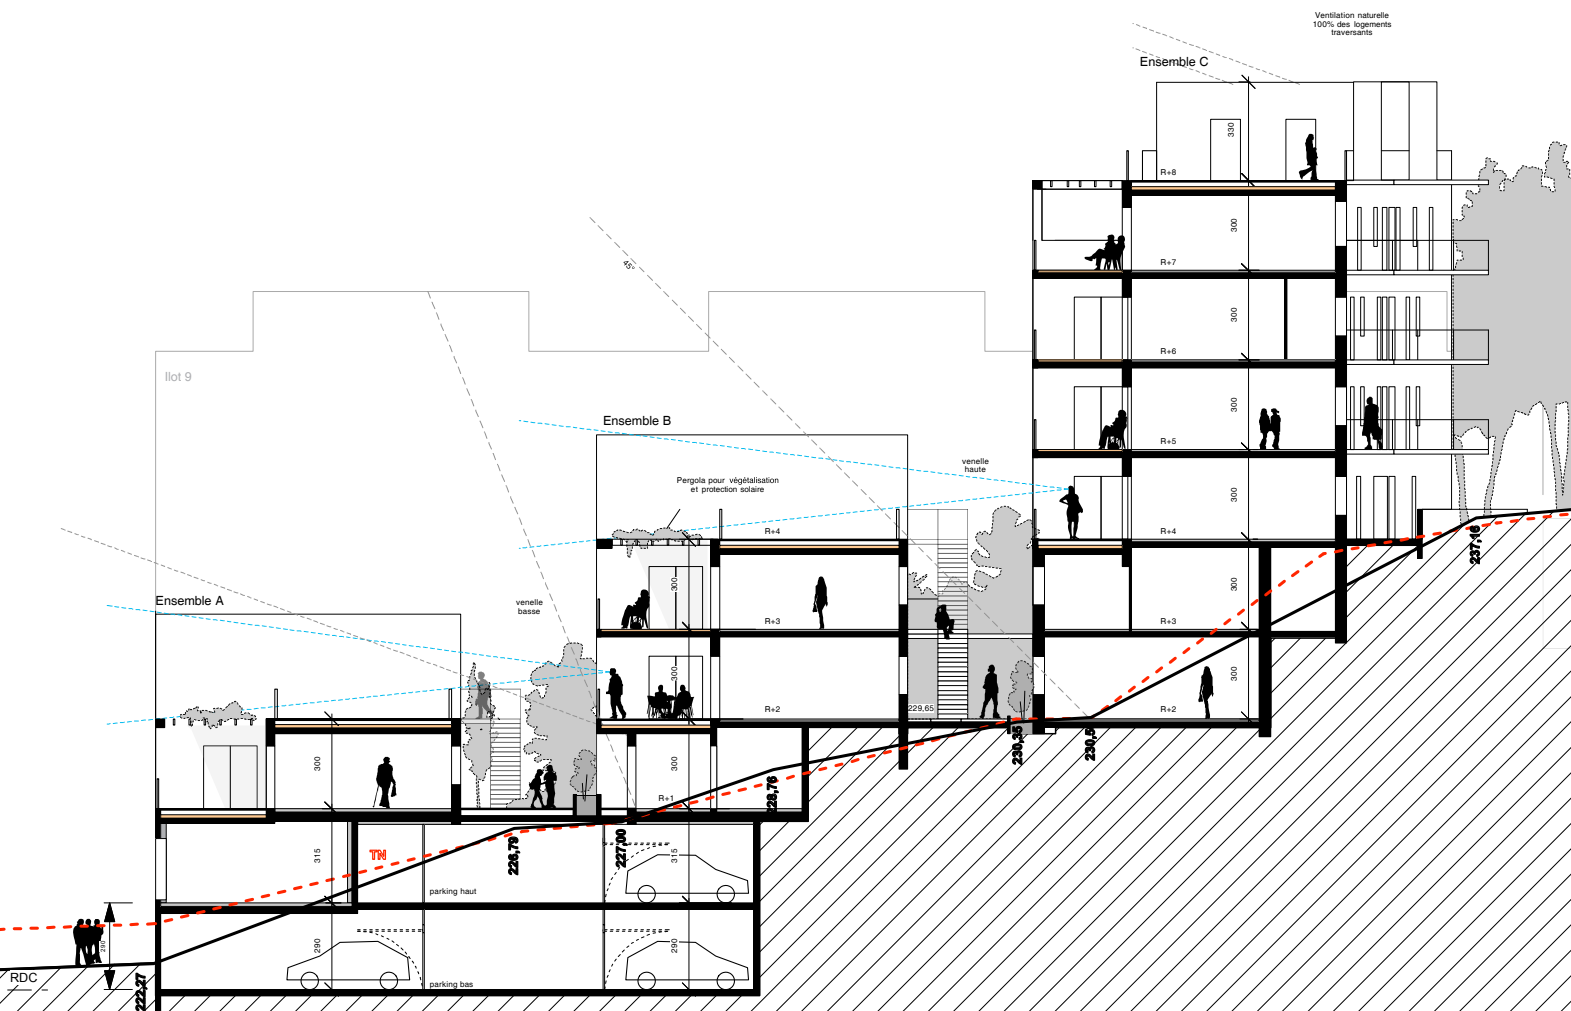 Ventilation naturelle
100% des logements
traversants
Ensemble C
330
R+8
300
R+7
45°
300
R+6
Ilot 9
300
R+5
Ensemble B
venelle
haute
Pergola pour végétalisation
et protection solaire
300
R+4
R+4
237,16
300
300
Ensemble A
venelle
basse
R+3
R+3
300
300
229,65
R+2
R+2
230,35
230,5
300
300
R+1
228,76
226,79
227,00
TN
315
315
parking haut
290
290
290
RDC
222,27
parking bas